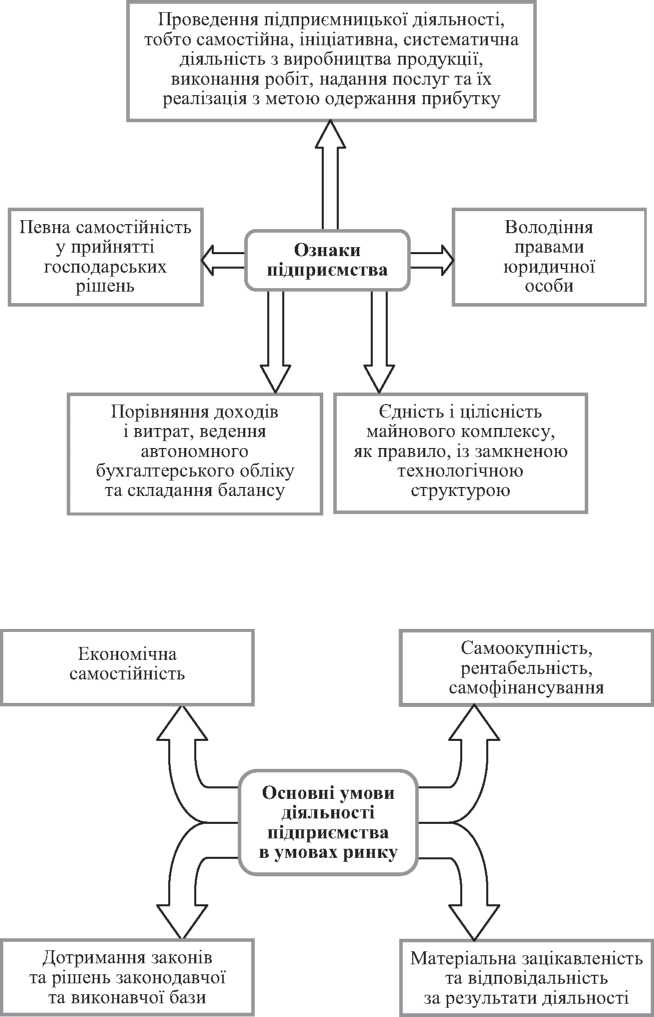 Проведення підприємницької діяльності,
тобто самостійна, ініціативна, систематична
діяльність з виробництва продукції,
виконання робіт, надання послуг та їх
реалізація з метою одержання прибутку
Певна самостійність
у прийнятті
господарських
рішень
Ознаки
підприємства
Володіння
правами
юридичної
особи
Порівняння доходів
і витрат, ведення
автономного
бухгалтерського обліку
та складання балансу
Єдність і цілісність
майнового комплексу,
як правило, із замкненою
технологічною
структурою
Економічна
самостійність
Самоокупність,
рентабельність,
самофінансування
Основні умови
діяльності
підприємства
в умовах ринку
Дотримання законів
та рішень законодавчої
та виконавчої бази
Матеріальна зацікавленість
та відповідальність
за результати діяльності